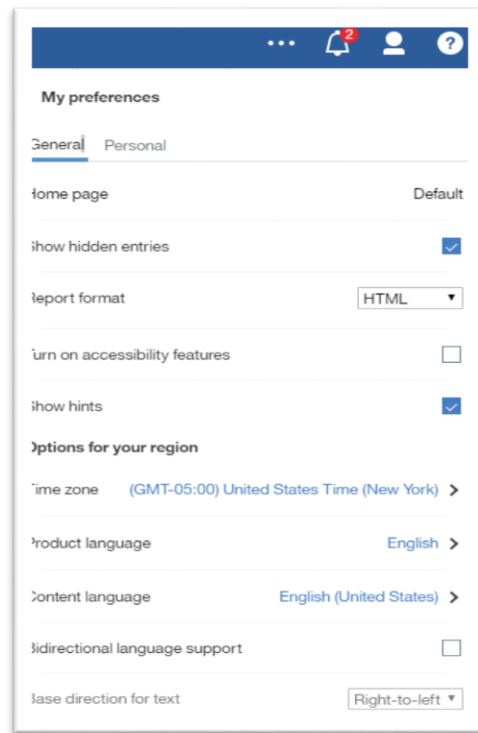 ··· 2 ?
My preferences
General Personal
Home page Default
Show hidden entries
Report format HTML
Turn on accessibility features
Show hints
Options for your region
Time zone (GMT-05:00) United States Time (New York)
Product language English
Content language English (United States)
Bidirectional language support
Base direction for text Right-to-left